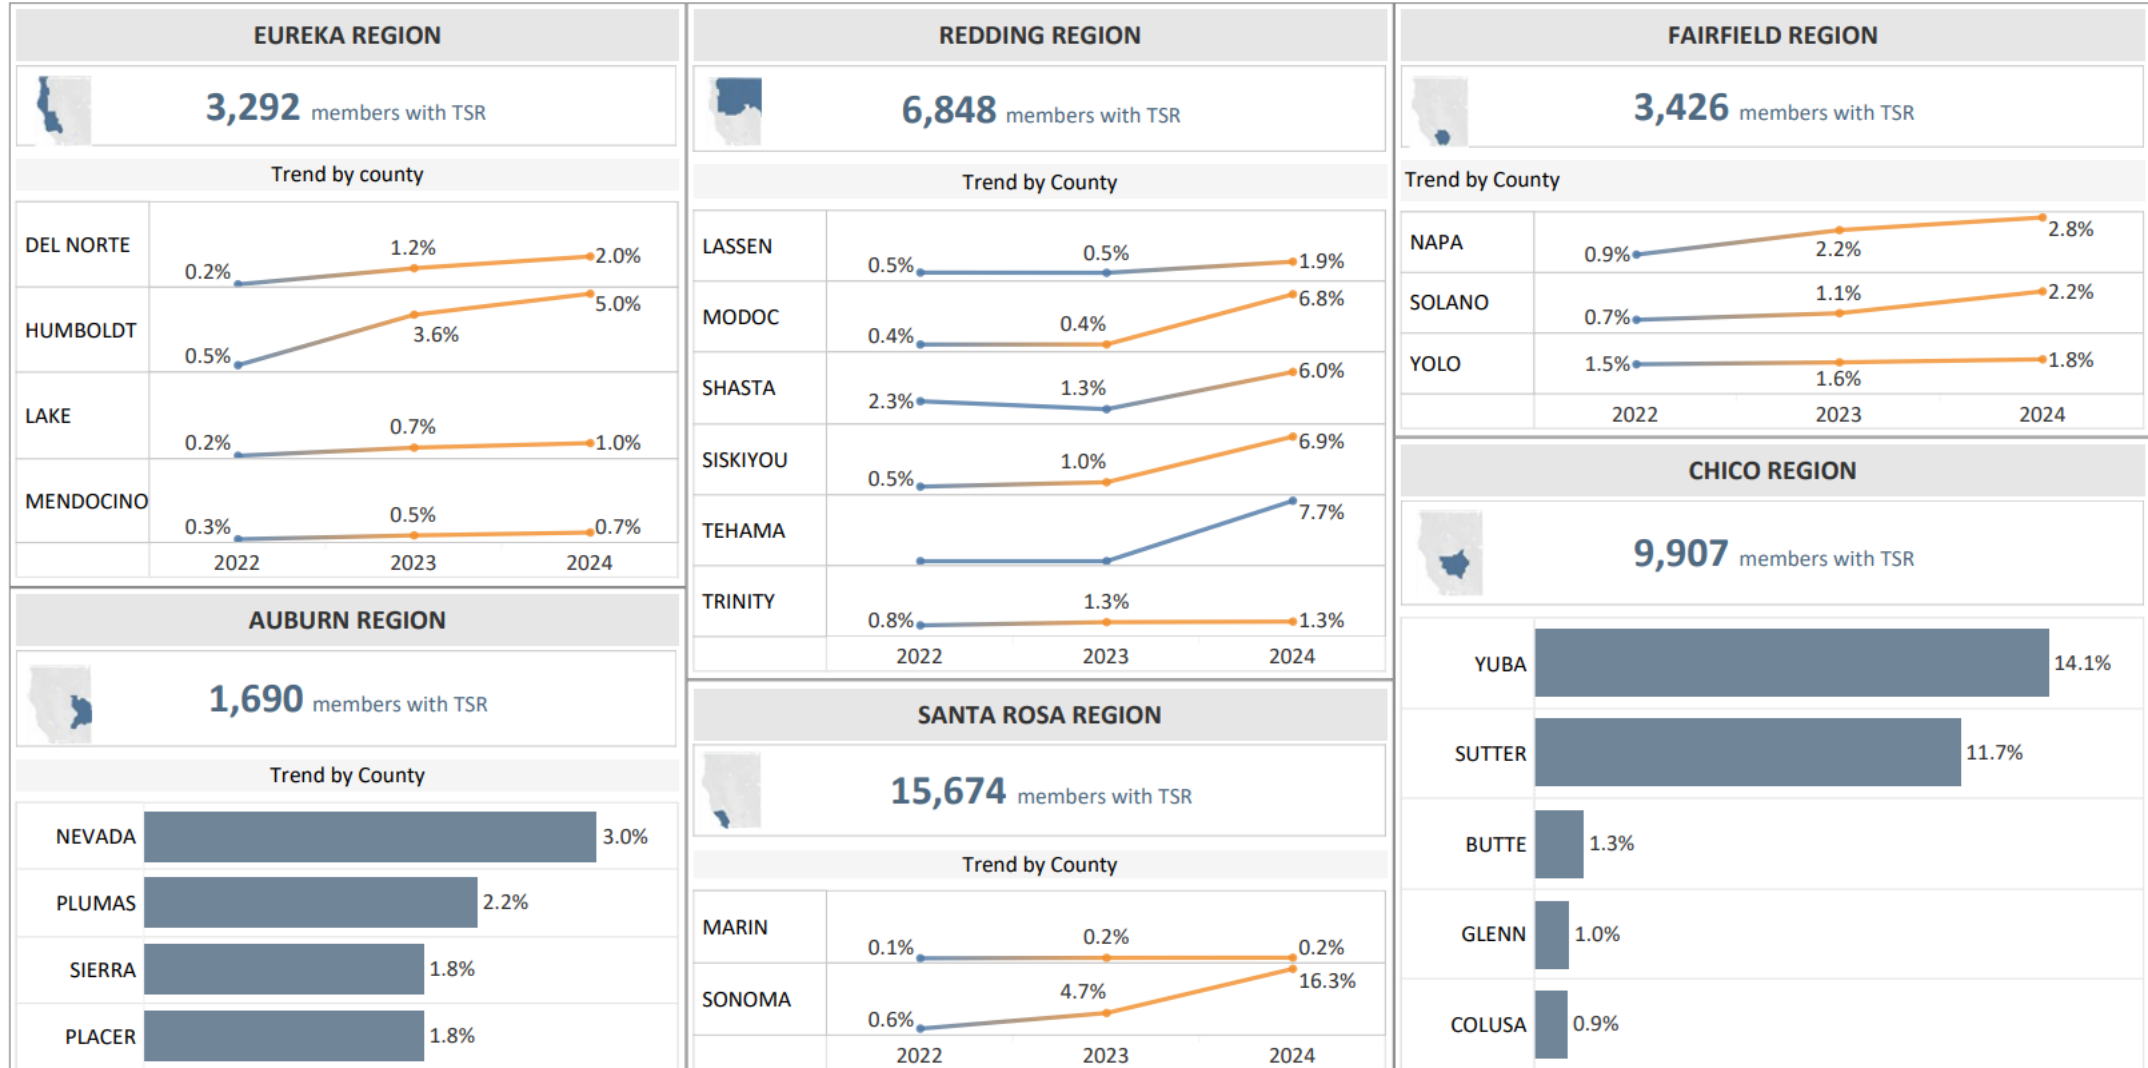 EUREKA REGION
3,292 members with TSR
Trend by county
DEL NORTE 0.2% 1.2% 2.0%
HUMBOLDT 0.5% 3.6% 5.0%
LAKE 0.2% 0.7% 1.0%
MENDOCINO 0.3% 0.5% 0.7%
2022 2023 2024
AUBURN REGION
1,690 members with TSR
Trend by County
NEVADA 3.0%
PLUMAS 2.2%
SIERRA 1.8%
PLACER 1.8%
REDDING REGION
6,848 members with TSR
Trend by County
LASSEN 0.5% 0.5% 1.9%
MODOC 0.4% 0.4% 6.8%
SHASTA 2.3% 1.3% 6.0%
SISKIYOU 0.5% 1.0% 6.9%
TEHAMA 7.7%
TRINITY 0.8% 1.3% 1.3%
2022 2023 2024
SANTA ROSA REGION
15,674 members with TSR
Trend by County
MARIN 0.1% 0.2% 0.2%
SONOMA 0.6% 4.7% 16.3%
2022 2023 2024
FAIRFIELD REGION
3,426 members with TSR
Trend by County
NAPA 0.9% 2.2% 2.8%
SOLANO 0.7% 1.1% 2.2%
YOLO 1.5% 1.6% 1.8%
2022 2023 2024
CHICO REGION
9,907 members with TSR
YUBA 14.1%
SUTTER 11.7%
BUTTE 1.3%
GLENN 1.0%
COLUSA 0.9%